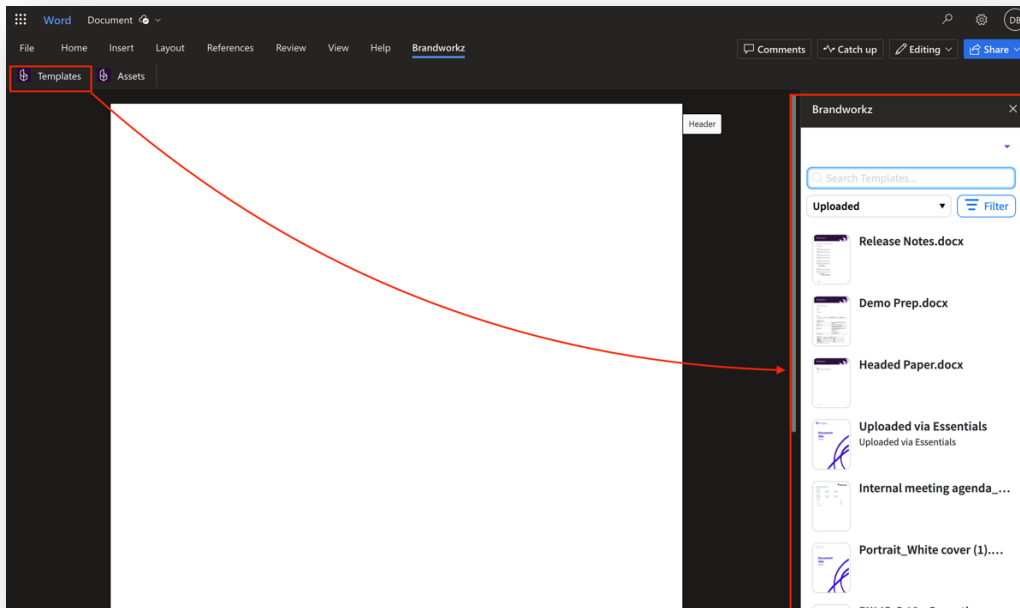 Word Document
DB
File Home Insert Layout References Review View Help Brandworkz
Comments Catch up Editing Share
Templates Assets
Header
Brandworkz
Search Templates...
Uploaded Filter
Release Notes.docx
Demo Prep.docx
Headed Paper.docx
Uploaded via Essentials
Uploaded via Essentials
Internal meeting agenda_...
Portrait_White cover (1)....